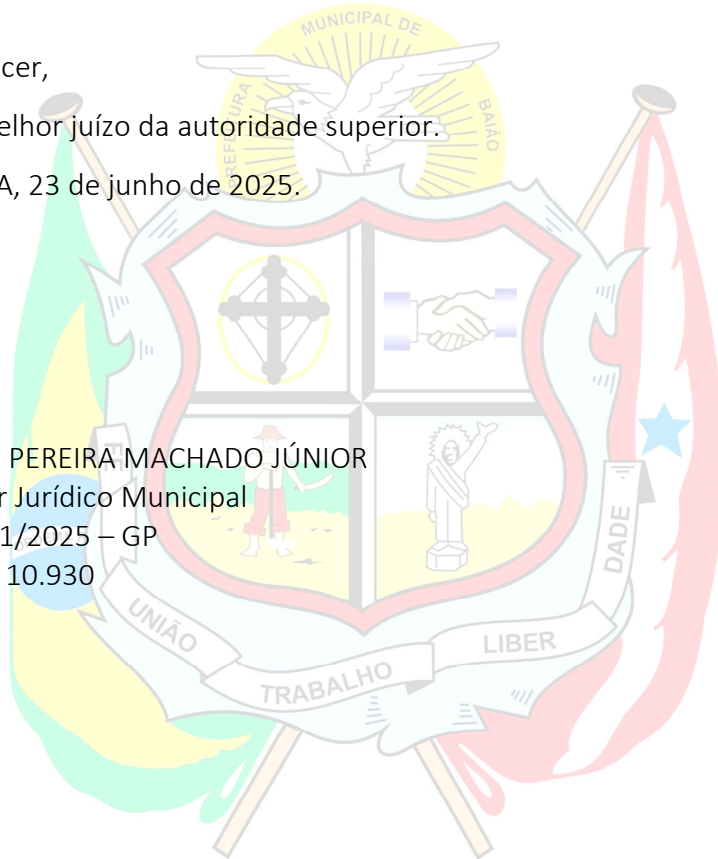 MUNICIPAL DE
PREFEITURA
BAIÃO
cer,
elhor juízo da autoridade superior.
A, 23 de junho de 2025.
PEREIRA MACHADO JÚNIOR
r Jurídico Municipal
1/2025 – GP
10.930
UNIÃO
TRABALHO
LIBER
DADE